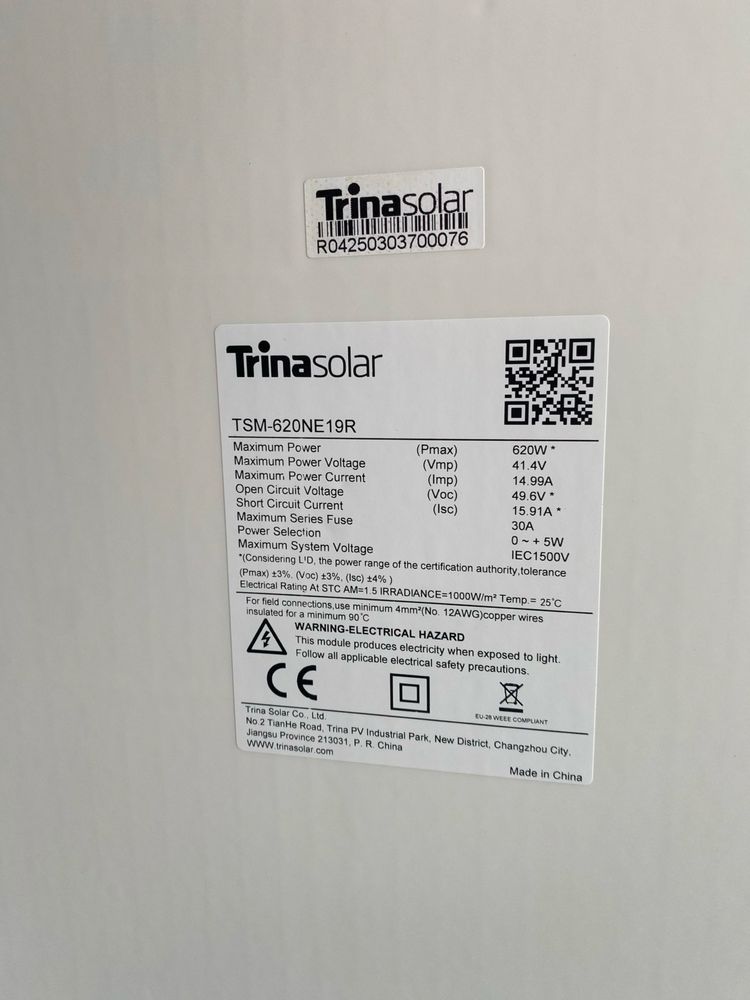 Trinasolar
R04250303700076
Trinasolar
TSM-620NE19R
Maximum Power (Pmax) 620W *
Maximum Power Voltage (Vmp) 41.4V
Maximum Power Current (Imp) 14.99A
Open Circuit Voltage (Voc) 49.6V *
Short Circuit Current (Isc) 15.91A *
Maximum Series Fuse 30A
Power Selection 0 ~ + 5W
Maximum System Voltage IEC1500V
*(Considering LID, the power range of the certification authority,tolerance
(Pmax) ±3%, (Voc) ±3%, (Isc) ±4% )
Electrical Rating At STC AM=1.5 IRRADIANCE=1000W/m² Temp.= 25℃
For field connections,use minimum 4mm²(No. 12AWG)copper wires
insulated for a minimum 90℃
WARNING-ELECTRICAL HAZARD
This module produces electricity when exposed to light.
Follow all applicable electrical safety precautions.
CE
EU-28 WEEE COMPLIANT
Trina Solar Co., Ltd.
No.2 TianHe Road, Trina PV Industrial Park, New District, Changzhou City,
Jiangsu Province 213031, P. R. China
WWW.trinasolar.com
Made in China